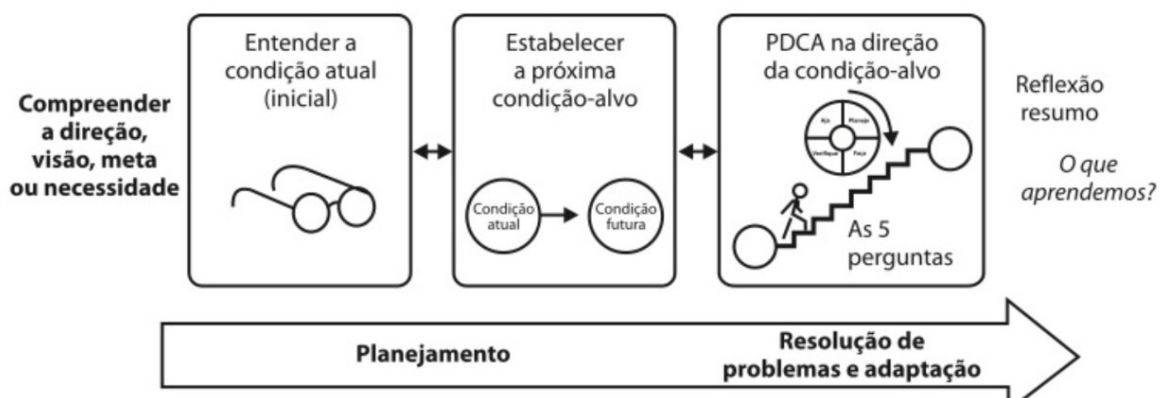 Compreender
a direção,
visão, meta
ou necessidade
Entender a
condição atual
(inicial)
Estabelecer
a próxima
condição-alvo
Condição
atual
Condição
futura
PDCA na direção
da condição-alvo
Aja
Planeje
Verifique
Faça
As 5
perguntas
Reflexão
resumo
O que
aprendemos?
Planejamento
Resolução de
problemas e adaptação